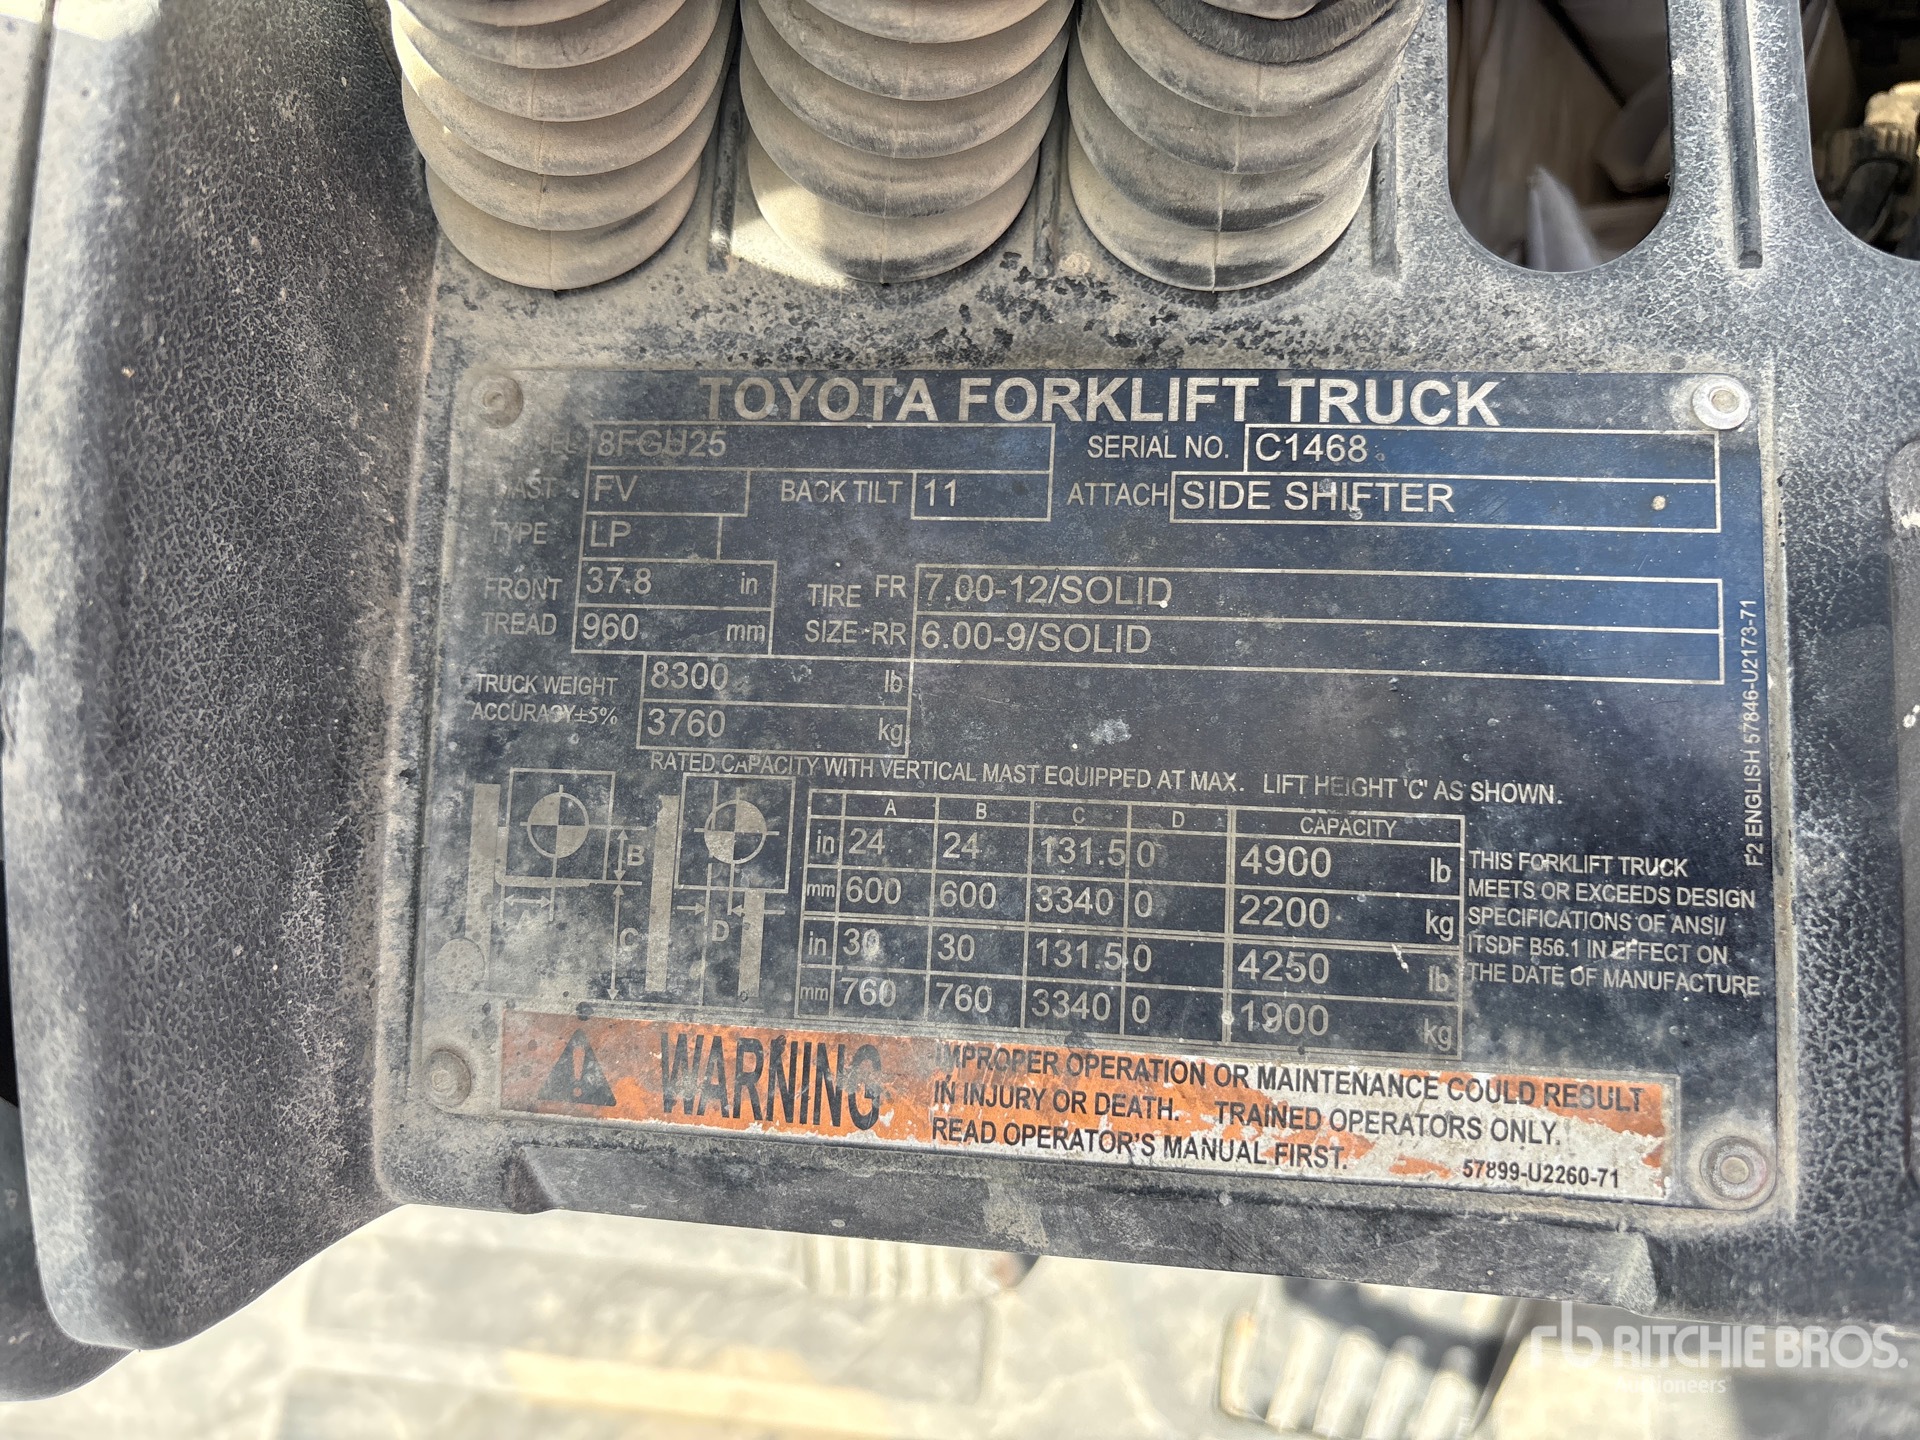 TOYOTA FORKLIFT TRUCK
8FGU25 SERIAL NO. C1468
MAST FV BACK TILT 11 ATTACH SIDE SHIFTER
TYPE LP
FRONT 37.8 in TIRE FR 7.00-12/SOLID
TREAD 960 mm SIZE RR 6.00-9/SOLID
TRUCK WEIGHT 8300 lb
ACCURACY±5% 3760 kg
RATED CAPACITY WITH VERTICAL MAST EQUIPPED AT MAX. LIFT HEIGHT 'C' AS SHOWN.
A B C D CAPACITY
in 24 24 131.5 0 4900 lb
mm 600 600 3340 0 2200 kg
in 30 30 131.5 0 4250 lb
mm 760 760 3340 0 1900 kg
A B C D
THIS FORKLIFT TRUCK
MEETS OR EXCEEDS DESIGN
SPECIFICATIONS OF ANSI/
ITSDF B56.1 IN EFFECT ON
THE DATE OF MANUFACTURE
F2 ENGLISH 57846-U2173-71
WARNING
IMPROPER OPERATION OR MAINTENANCE COULD RESULT
IN INJURY OR DEATH. TRAINED OPERATORS ONLY.
READ OPERATOR'S MANUAL FIRST.
57899-U2260-71
rb RITCHIE BROS.
Auctioneers